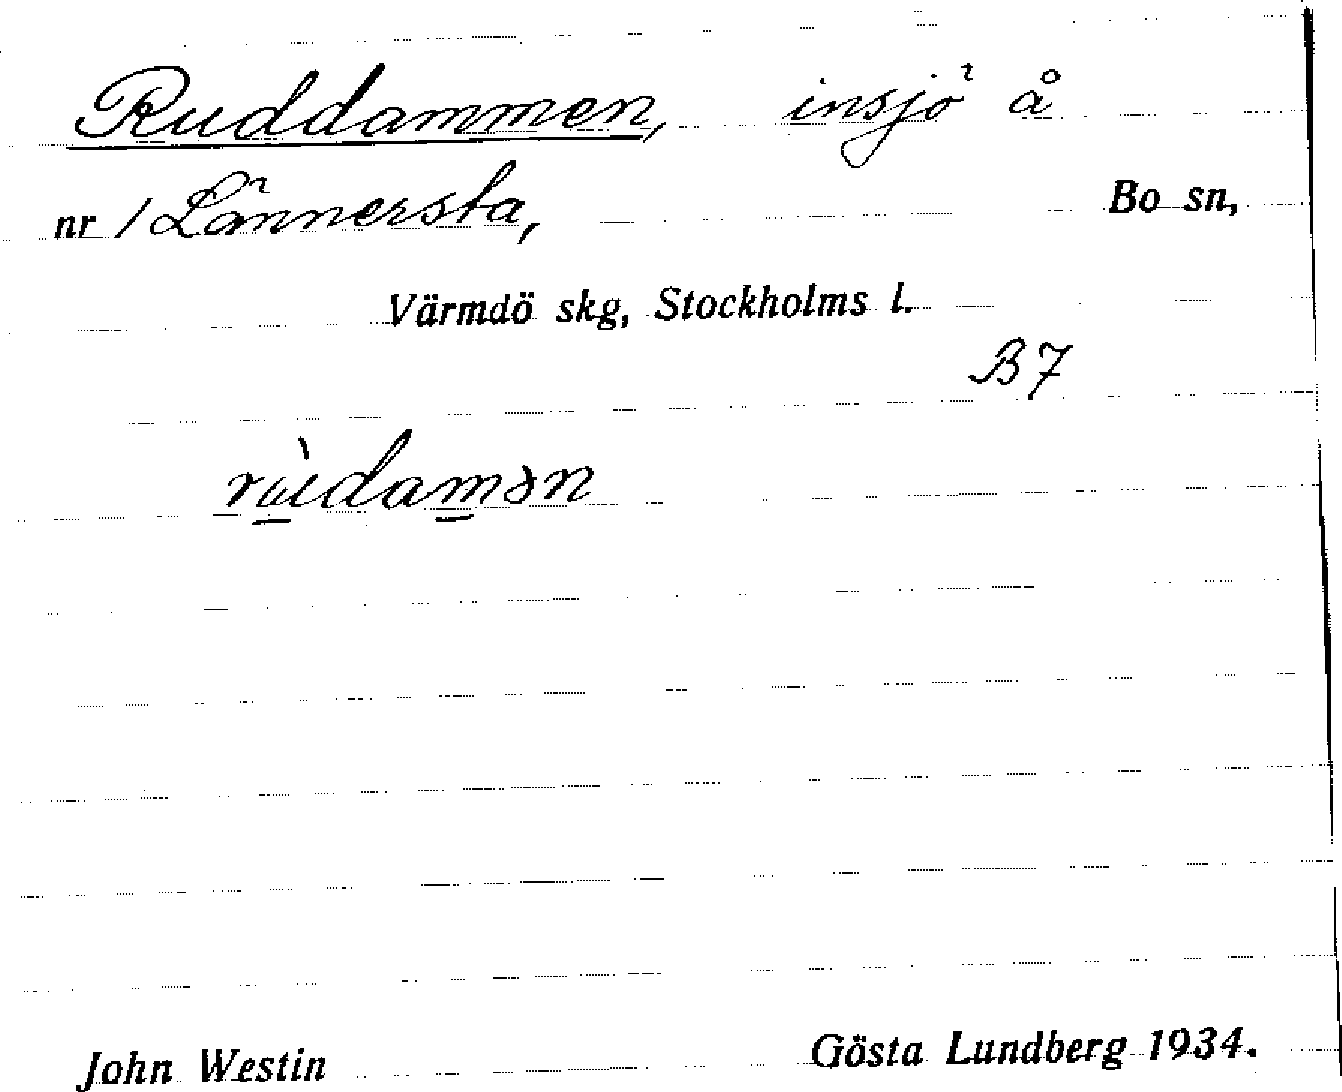 Ruddammen, insjö å
nr 1 Lännersta, Bo sn,
Värmdö skg, Stockholms l.
B7
rùdamən
John Westin Gösta Lundberg 1934.